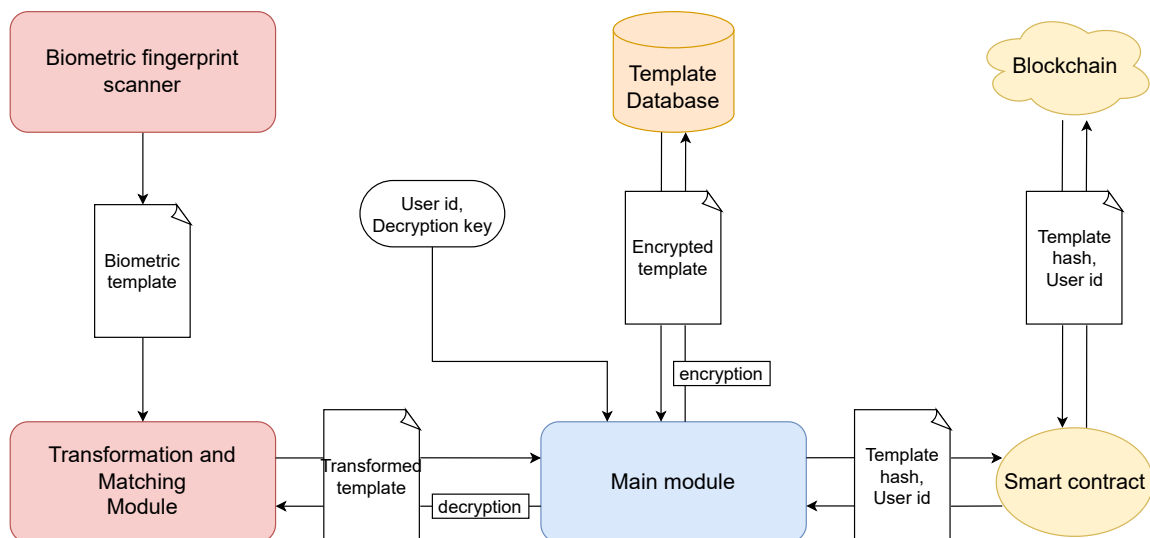 Biometric fingerprint
scanner
Template
Database
Blockchain
User id,
Decryption key
Biometric
template
Encrypted
template
Template
hash,
User id
encryption
Transformation and
Matching
Module
Transformed
template
decryption
Main module
Template
hash,
User id
Smart contract